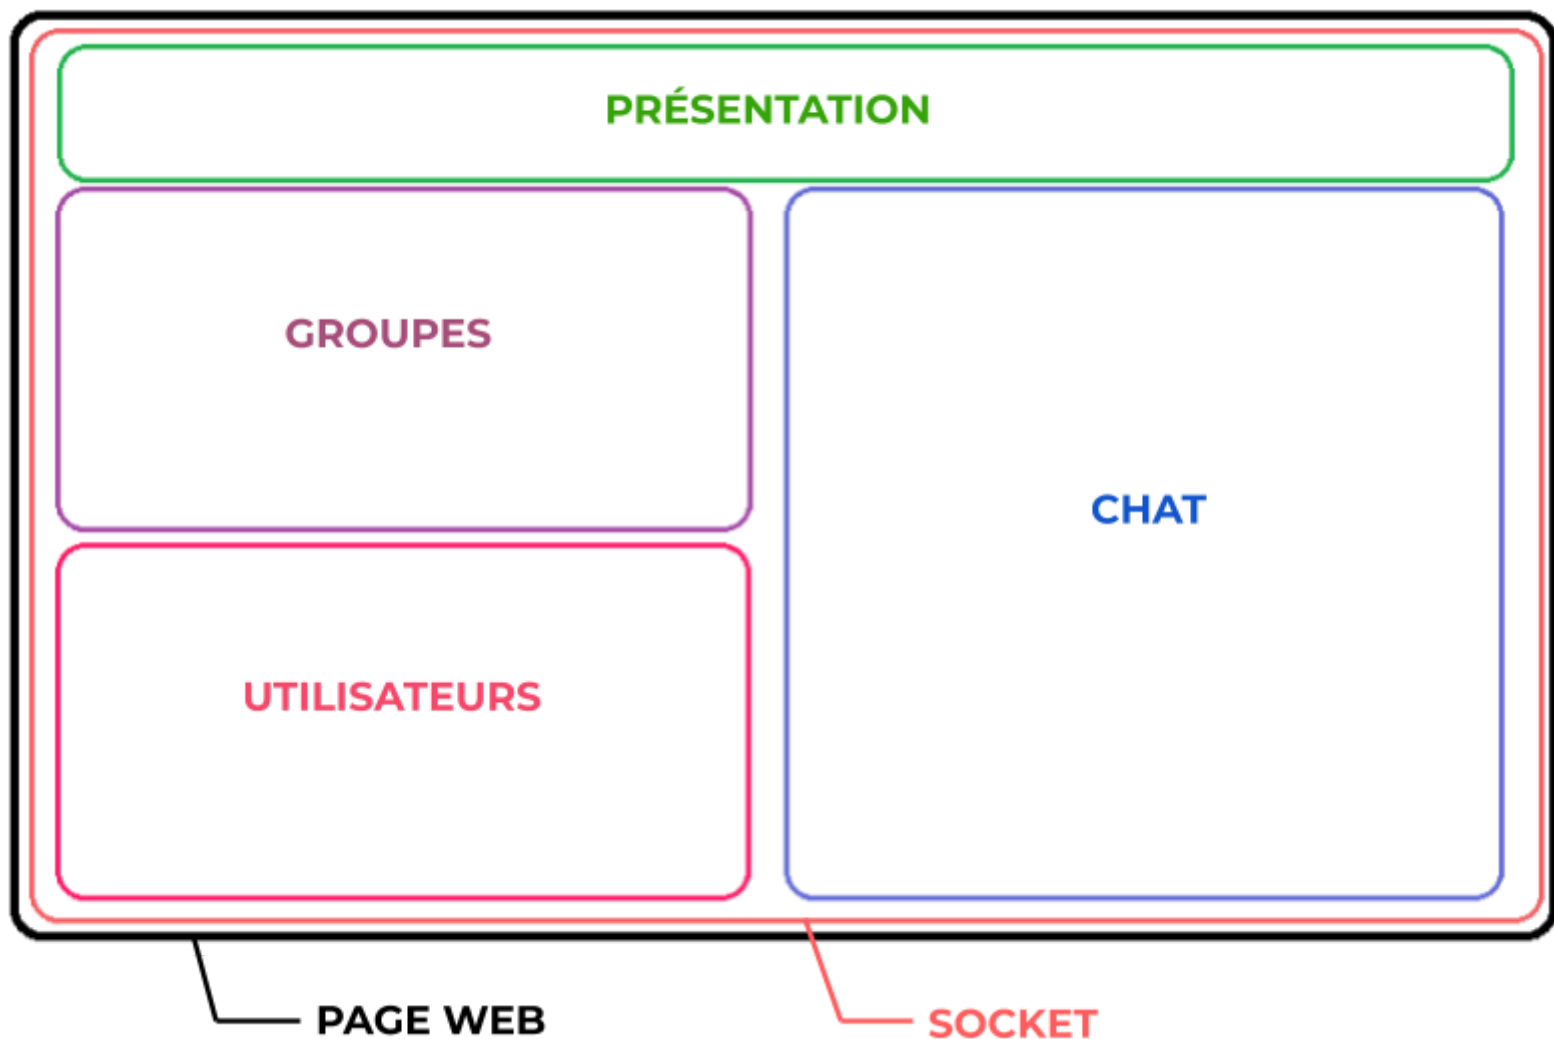 PRÉSENTATION
GROUPES
CHAT
UTILISATEURS
PAGE WEB
SOCKET